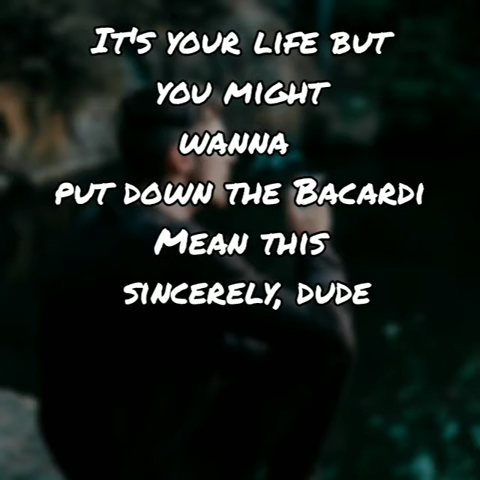 It's your life but
you might
wanna
put down the Bacardi
Mean this
sincerely, dude